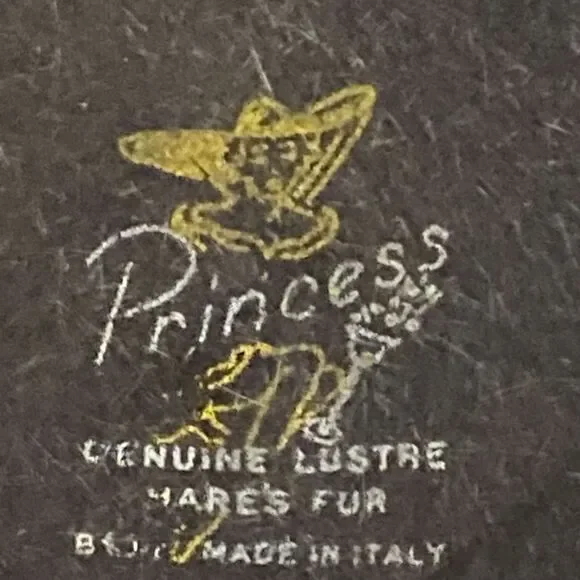 Princess
GENUINE LUSTRE
HARE'S FUR
MADE IN ITALY